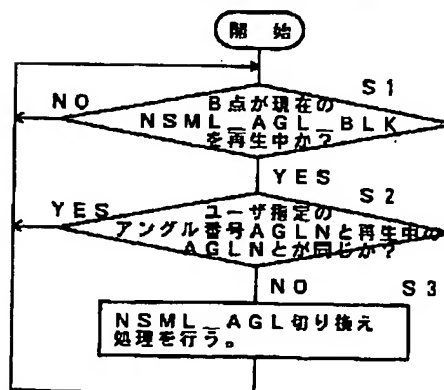 開 始
S1
NO
B点が現在の
NSML_AGL_BLK
を再生中か?
YES
S2
YES
ユーザ指定の
アングル番号AGLNと再生中の
AGLNとが同じか?
NO
S3
NSML_AGL切り換え
処理を行う。